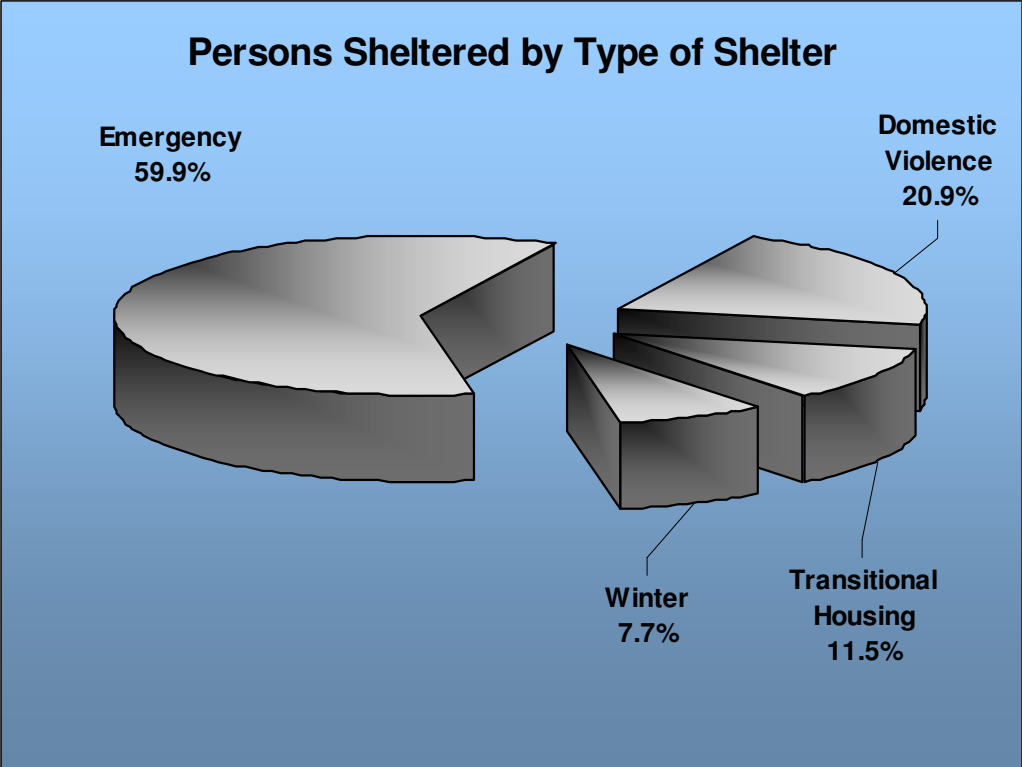 Persons Sheltered by Type of Shelter
Emergency
59.9%
Domestic
Violence
20.9%
Winter
7.7%
Transitional
Housing
11.5%